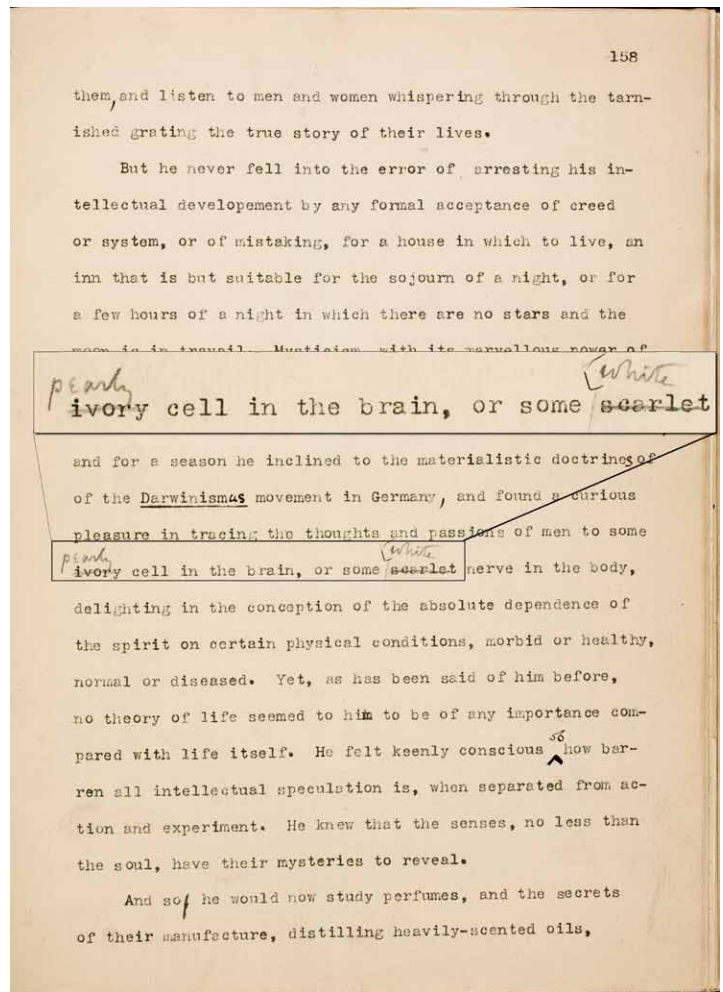 158
them, and listen to men and women whispering through the tarn-
ished grating the true story of their lives.
But he never fell into the error of arresting his in-
tellectual developement by any formal acceptance of creed
or system, or of mistaking, for a house in which to live, an
inn that is but suitable for the sojourn of a night, or for
a few hours of a night in which there are no stars and the
moon is in travail. Mysticism, with its marvellous power of
pearly white
ivory cell in the brain, or some scarlet
and for a season he inclined to the materialistic doctrines of
of the Darwinismus movement in Germany, and found a curious
pleasure in tracing the thoughts and passions of men to some
pearly white
ivory cell in the brain, or some scarlet nerve in the body,
delighting in the conception of the absolute dependence of
the spirit on certain physical conditions, morbid or healthy,
normal or diseased. Yet, as has been said of him before,
no theory of life seemed to him to be of any importance com-
pared with life itself. He felt keenly conscious how bar-
ren all intellectual speculation is, when separated from ac-
tion and experiment. He knew that the senses, no less than
the soul, have their mysteries to reveal.
And so he would now study perfumes, and the secrets
of their manufacture, distilling heavily-scented oils,